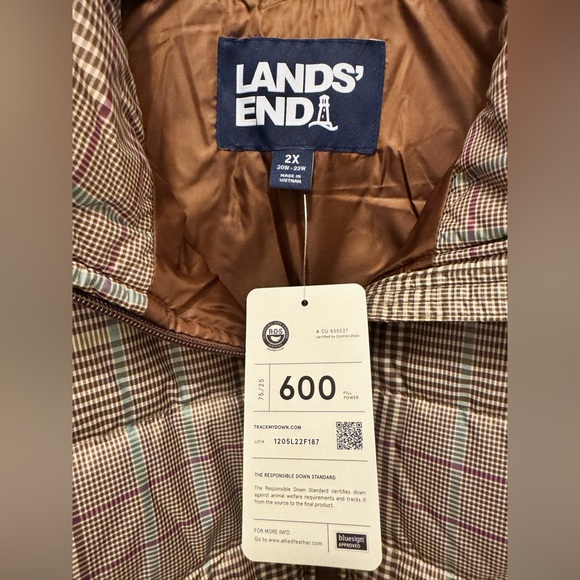 LANDS'
END
2X
20W-22W
MADE IN
VIETNAM
RDS
# CU 835527
certified by Control Union
75/25
600
FILL
POWER
TRACKMYDOWN.COM
LOT# 1205L22F187
THE RESPONSIBLE DOWN STANDARD
The Responsible Down Standard certifies down
against animal welfare requirements and tracks it
from the source to the final product.
FOR MORE INFO
Go to www.alliedfeather.com
bluesign
APPROVED